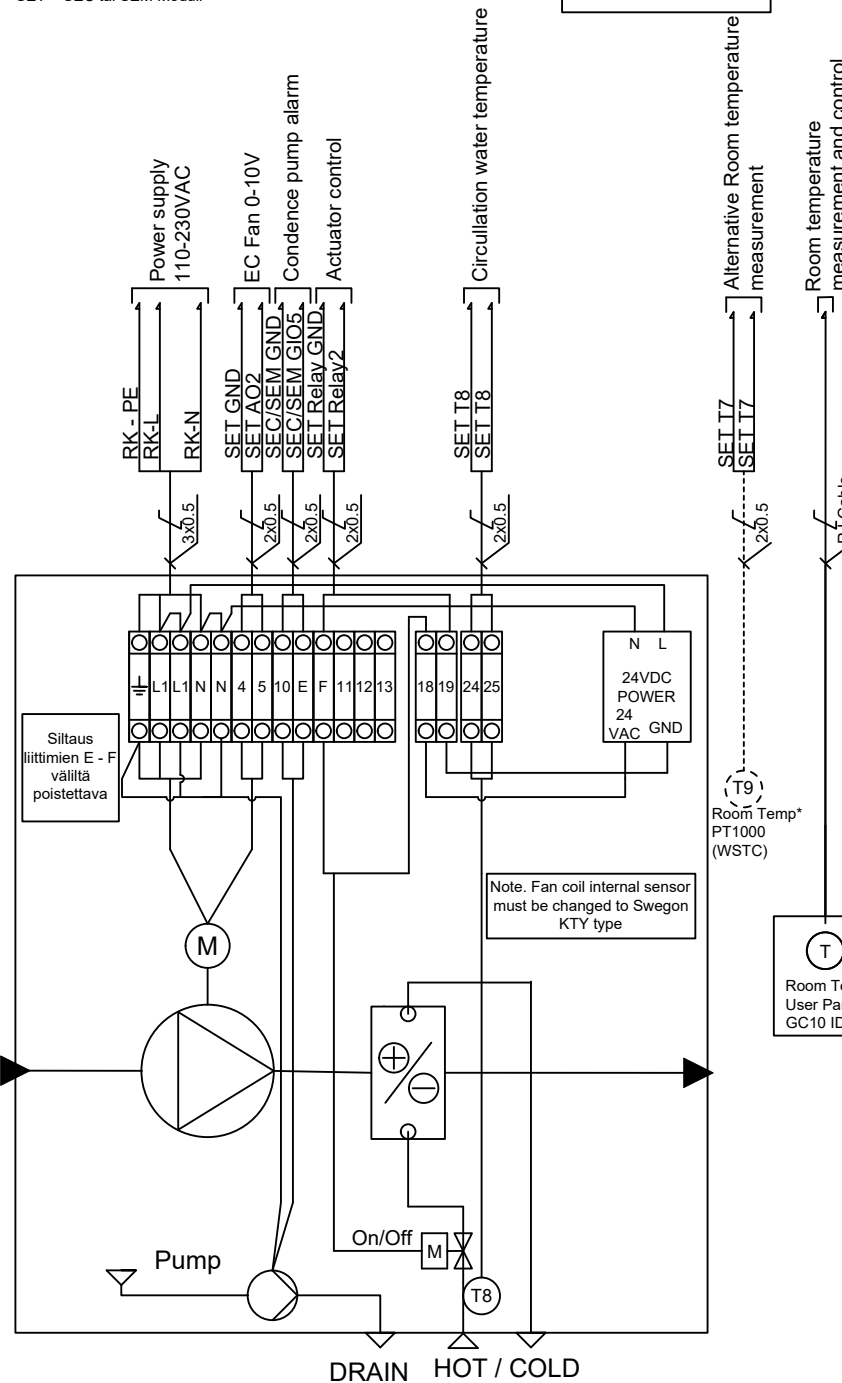 Power supply
110-230VAC
EC Fan 0-10V
Condence pump alarm
Actuator control
Circullation water temperature
Alternative Room temperature
measurement
Room temperature
measurement and control
RK - PE
RK-L
RK-N
SET GND
SET AO2
SEC/SEM GND
SEC/SEM GIO5
SET Relay GND
SET Relay2
SET T8
SET T8
SET T7
SET T7
3x0.5
2x0.5
2x0.5
2x0.5
2x0.5
2x0.5
L1 L1 N N 4 5 10 E F 11 12 13
18 19 24 25
N L
24VDC
POWER
24
VAC GND
Siltaus
liittimien E - F
väliltä
poistettava
T9
Room Temp*
PT1000
(WSTC)
Note. Fan coil internal sensor
must be changed to Swegon
KTY type
M
T
User
GC10
On/Off
M
Pump
T8
DRAIN
HOT / COLD